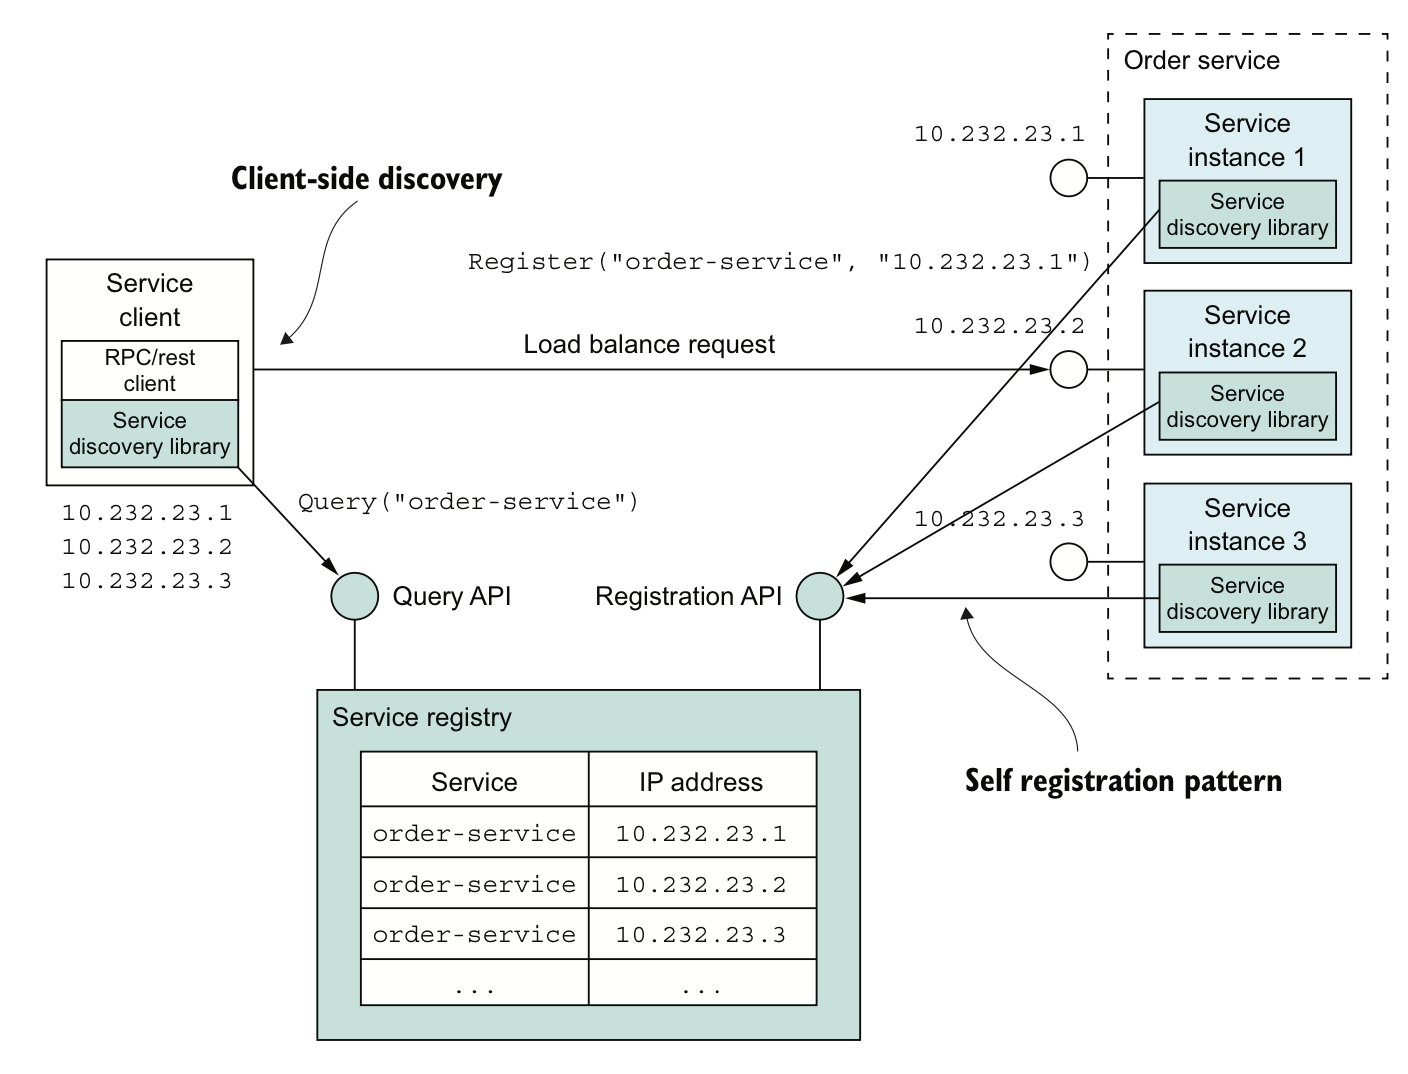 Order service
10.232.23.1
Service
instance 1
Service
discovery library
Client-side discovery
Register("order-service", "10.232.23.1")
Service
client
RPC/rest
client
Service
discovery library
Load balance request
10.232.23.2
Service
instance 2
Service
discovery library
10.232.23.1
10.232.23.2
10.232.23.3
Query("order-service")
10.232.23.3
Service
instance 3
Service
discovery library
Query API
Registration API
Self registration pattern
Service registry
Service IP address
order-service 10.232.23.1
order-service 10.232.23.2
order-service 10.232.23.3
... ...